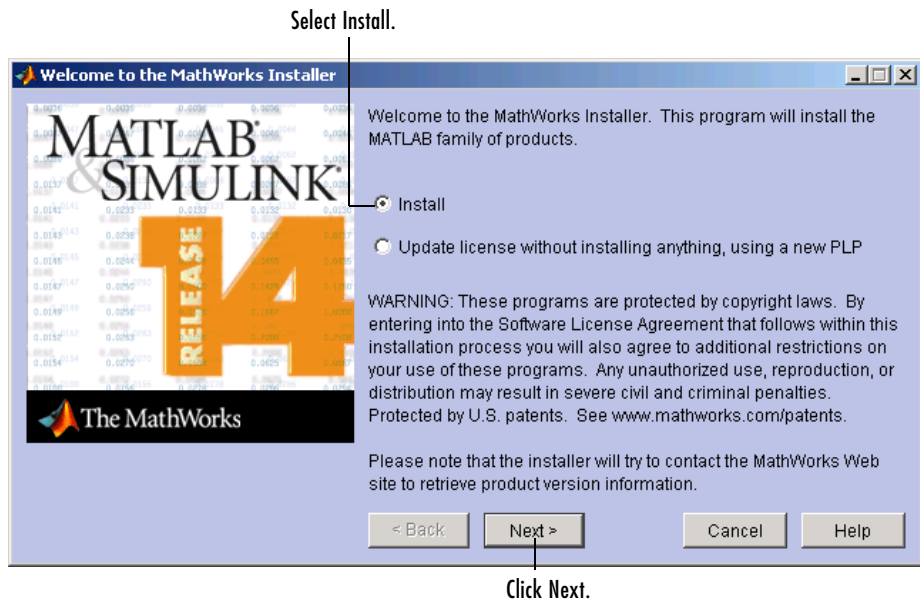 Select Install.
Welcome to the MathWorks Installer
MATLAB®
& SIMULINK®
RELEASE
14
The MathWorks
Welcome to the MathWorks Installer. This program will install the
MATLAB family of products.
Install
Update license without installing anything, using a new PLP
WARNING: These programs are protected by copyright laws. By
entering into the Software License Agreement that follows within this
installation process you will also agree to additional restrictions on
your use of these programs. Any unauthorized use, reproduction, or
distribution may result in severe civil and criminal penalties.
Protected by U.S. patents. See www.mathworks.com/patents.
Please note that the installer will try to contact the MathWorks Web
site to retrieve product version information.
< Back
Next >
Cancel
Help
Click Next.